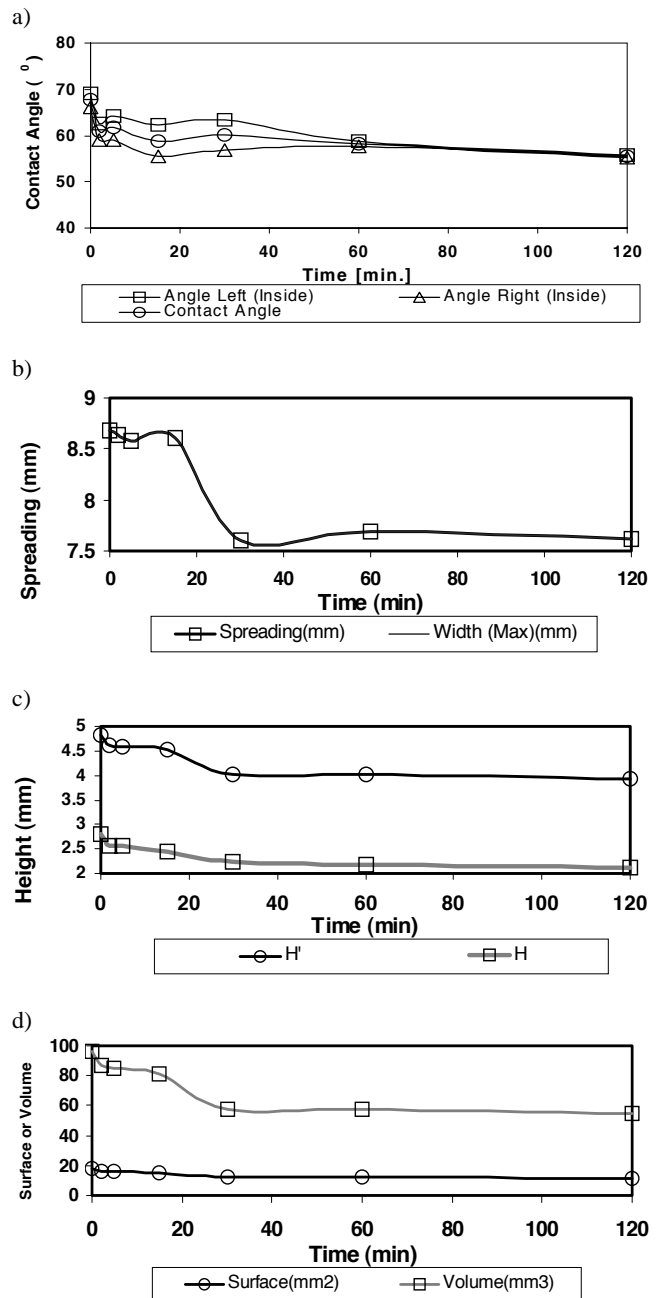 a)
80
70
60
50
40
Contact Angle ( 0 )
0 20 40 60 80 100 120
Time [min.]
Angle Left (Inside) Angle Right (Inside)
Contact Angle
b)
9
8.5
8
7.5
Spreading (mm)
0 20 40 60 80 100 120
Time (min)
Spreading(mm) Width (Max)(mm)
c)
5
4.5
4
3.5
3
2.5
2
Height (mm)
0 20 40 60 80 100 120
Time (min)
H' H
d)
100
80
60
40
20
0
Surface or Volume
0 20 40 60 80 100 120
Time (min)
Surface(mm2) Volume(mm3)